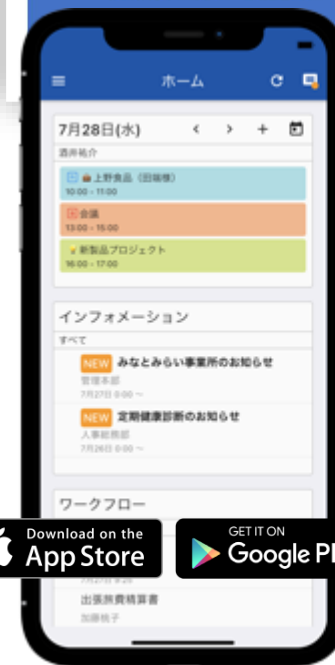 ホーム
7月28日(水)
酒井祐介
上野食品（田端様）
10:00 - 11:00
会議
13:00 - 15:00
新製品プロジェクト
16:00 - 17:00
インフォメーション
すべて
NEW みなとみらい事業所のお知らせ
管理本部
7月27日 0:00 ～
NEW 定期健康診断のお知らせ
人事総務部
7月26日 0:00 ～
ワークフロー
Download on the
App Store
GET IT ON
Google Pl
出張旅費精算書
加藤桃子